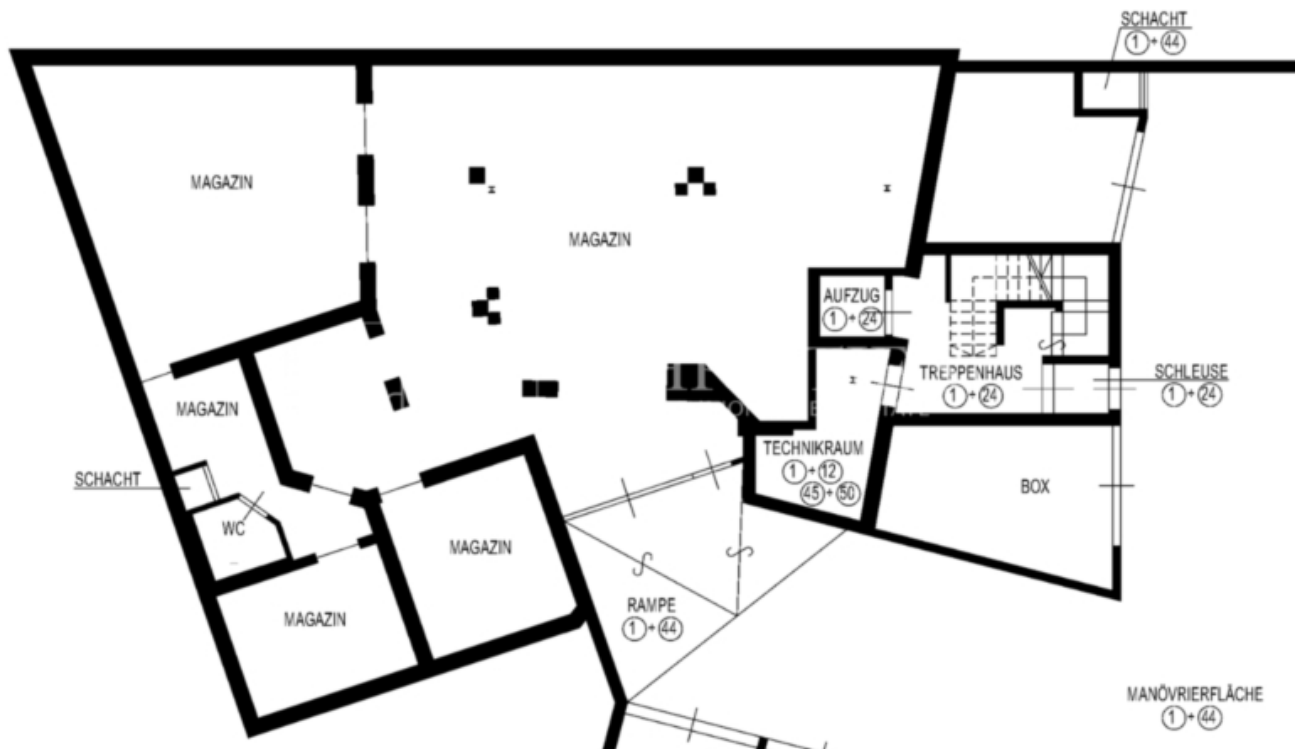 SCHACHT
1 + 44
MAGAZIN
MAGAZIN
AUFZUG
1 + 24
TREPPENHAUS
1 + 24
SCHLEUSE
1 + 24
MAGAZIN
TECHNIKRAUM
1 + 12
45 + 50
SCHACHT
BOX
WC
MAGAZIN
RAMPE
1 + 44
MAGAZIN
MANÖVRIERFLÄCHE
1 + 44